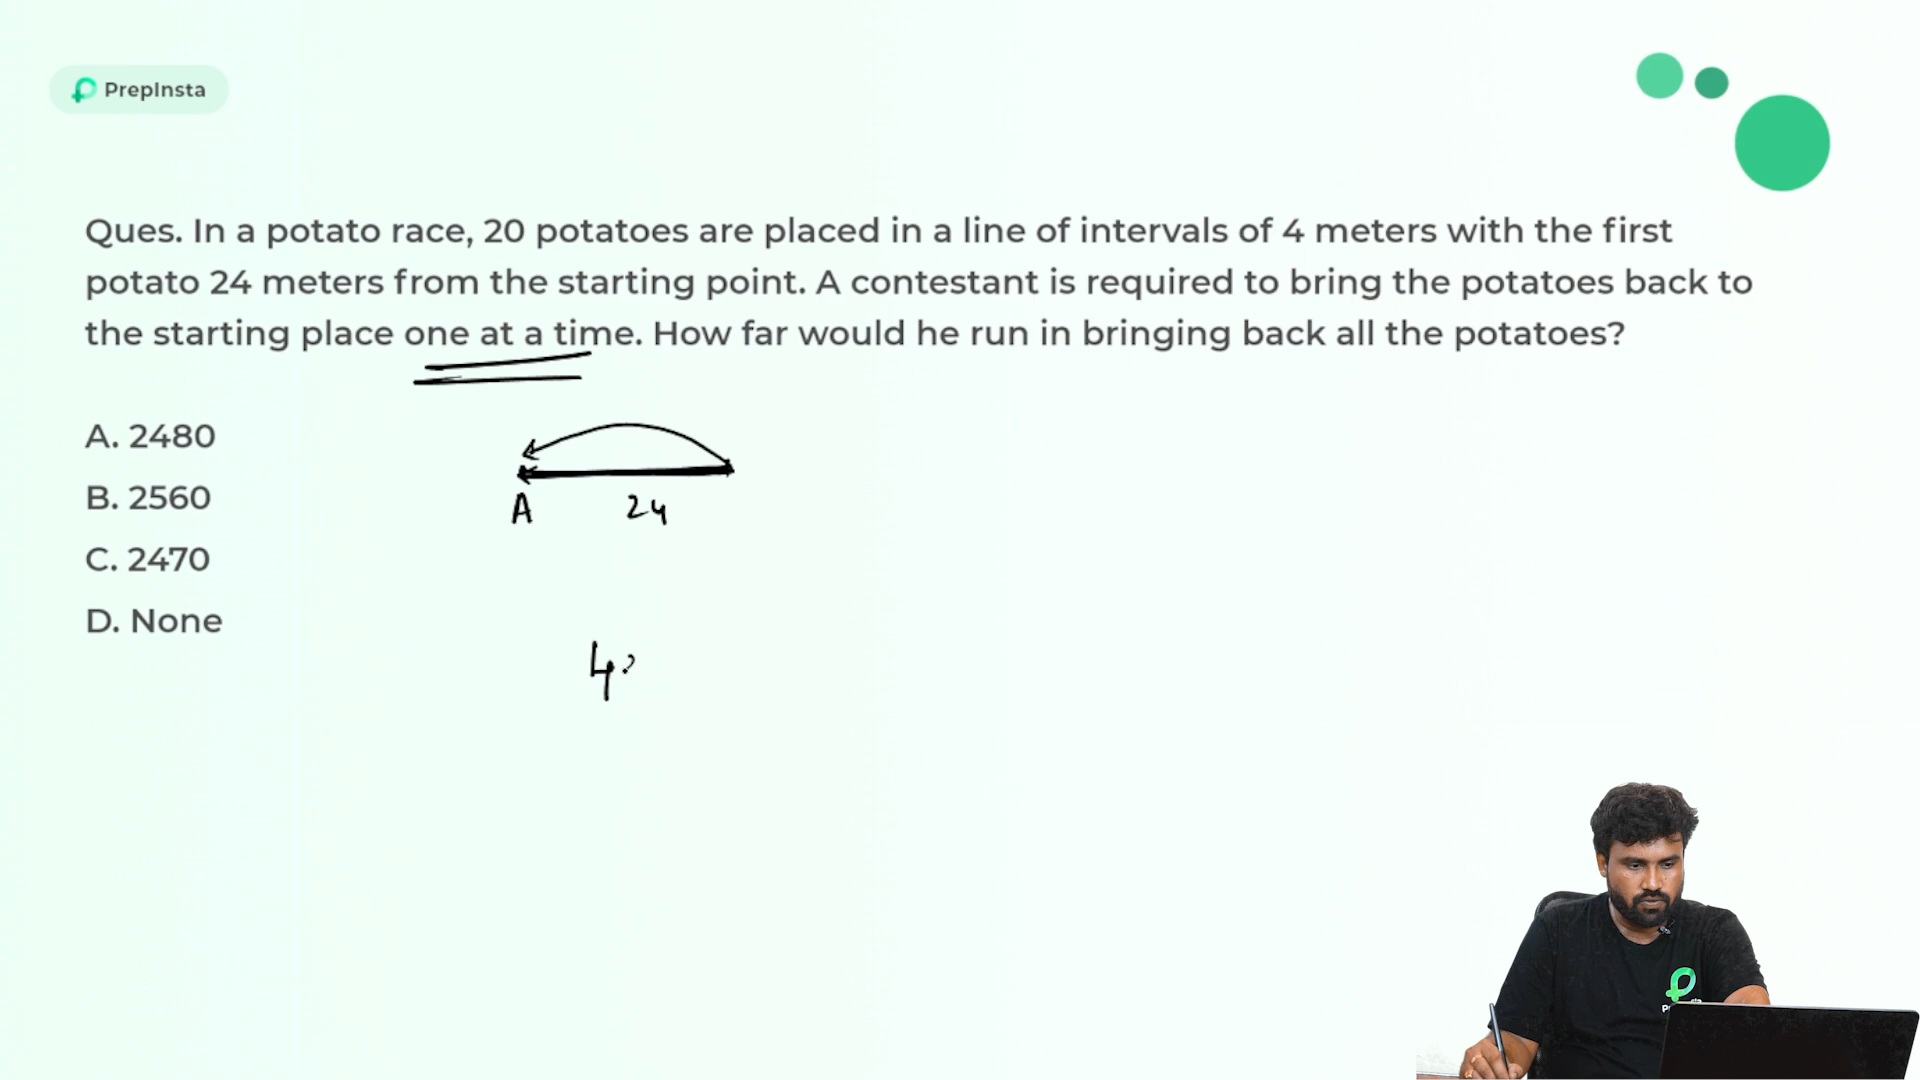 PrepInsta
Ques. In a potato race, 20 potatoes are placed in a line of intervals of 4 meters with the first
potato 24 meters from the starting point. A contestant is required to bring the potatoes back to
the starting place one at a time. How far would he run in bringing back all the potatoes?
A. 2480
B. 2560
C. 2470
D. None
A 24
4